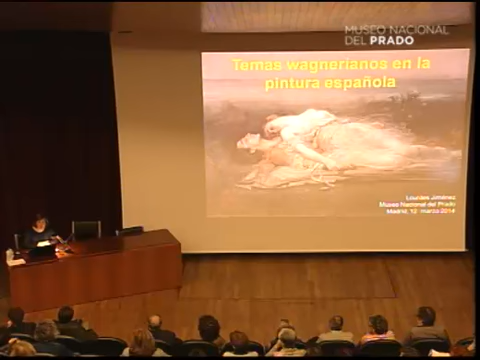 MUSEO NACIONAL
DEL PRADO
Temas wagnerianos en la
pintura española
Lourdes Jiménez
Museo Nacional del Prado
Madrid, 12 marzo 2014